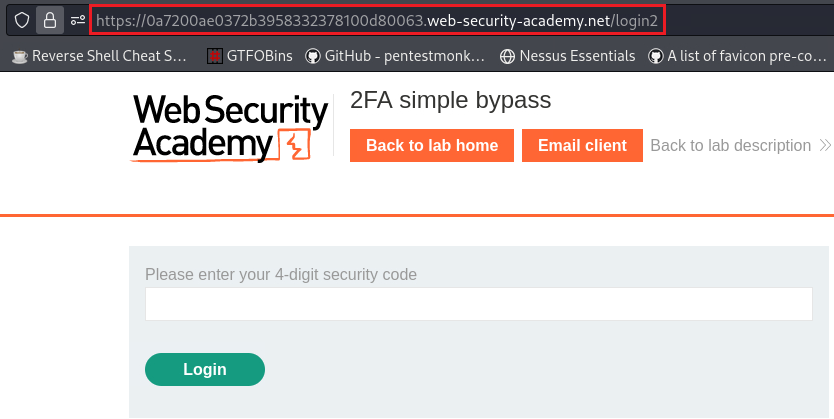 https://0a7200ae0372b3958332378100d80063.web-security-academy.net/login2
Reverse Shell Cheat S… GTFOBins GitHub - pentestmonk… Nessus Essentials A list of favicon pre-co…
Web Security
Academy
2FA simple bypass
Back to lab home Email client Back to lab description
Please enter your 4-digit security code
Login